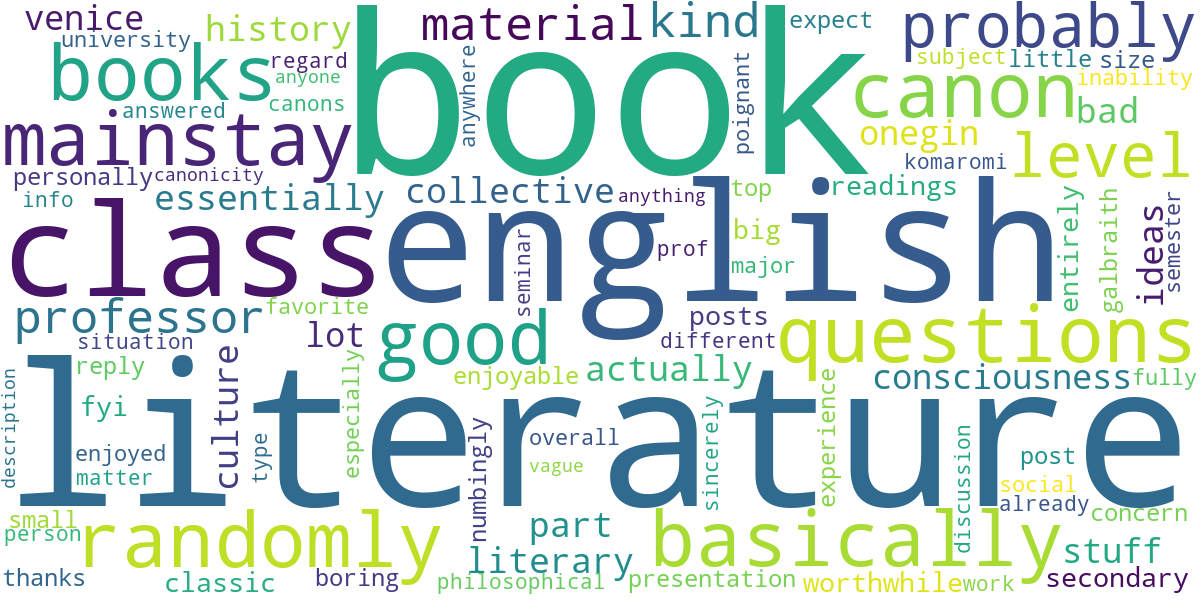 venice
university
history
material
kind
expect
probably
books
regard
anyone
anywhere
book
poignant
canon
subject
little
size
inability
answered
canons
bad
mainstay
onegin
level
komaromi
personally
canonicity
info
essentially
collective
anything
top
readings
class
english
seminar
prof
big
major
entirely
galbraith
ideas
semester
professor
favorite
situation
lot
good
posts
different
questions
reply
culture
especially
enjoyable
actually
consciousness
fully
description
fyi
literature
type
enjoyed
matter
numbingly
overall
vague
sincerely
experience
discussion
post
social
already
small
person
randomly
part
literary
basically
concern
stuff
thanks
classic
boring
philosophical
presentation
worthwhile
work
secondary